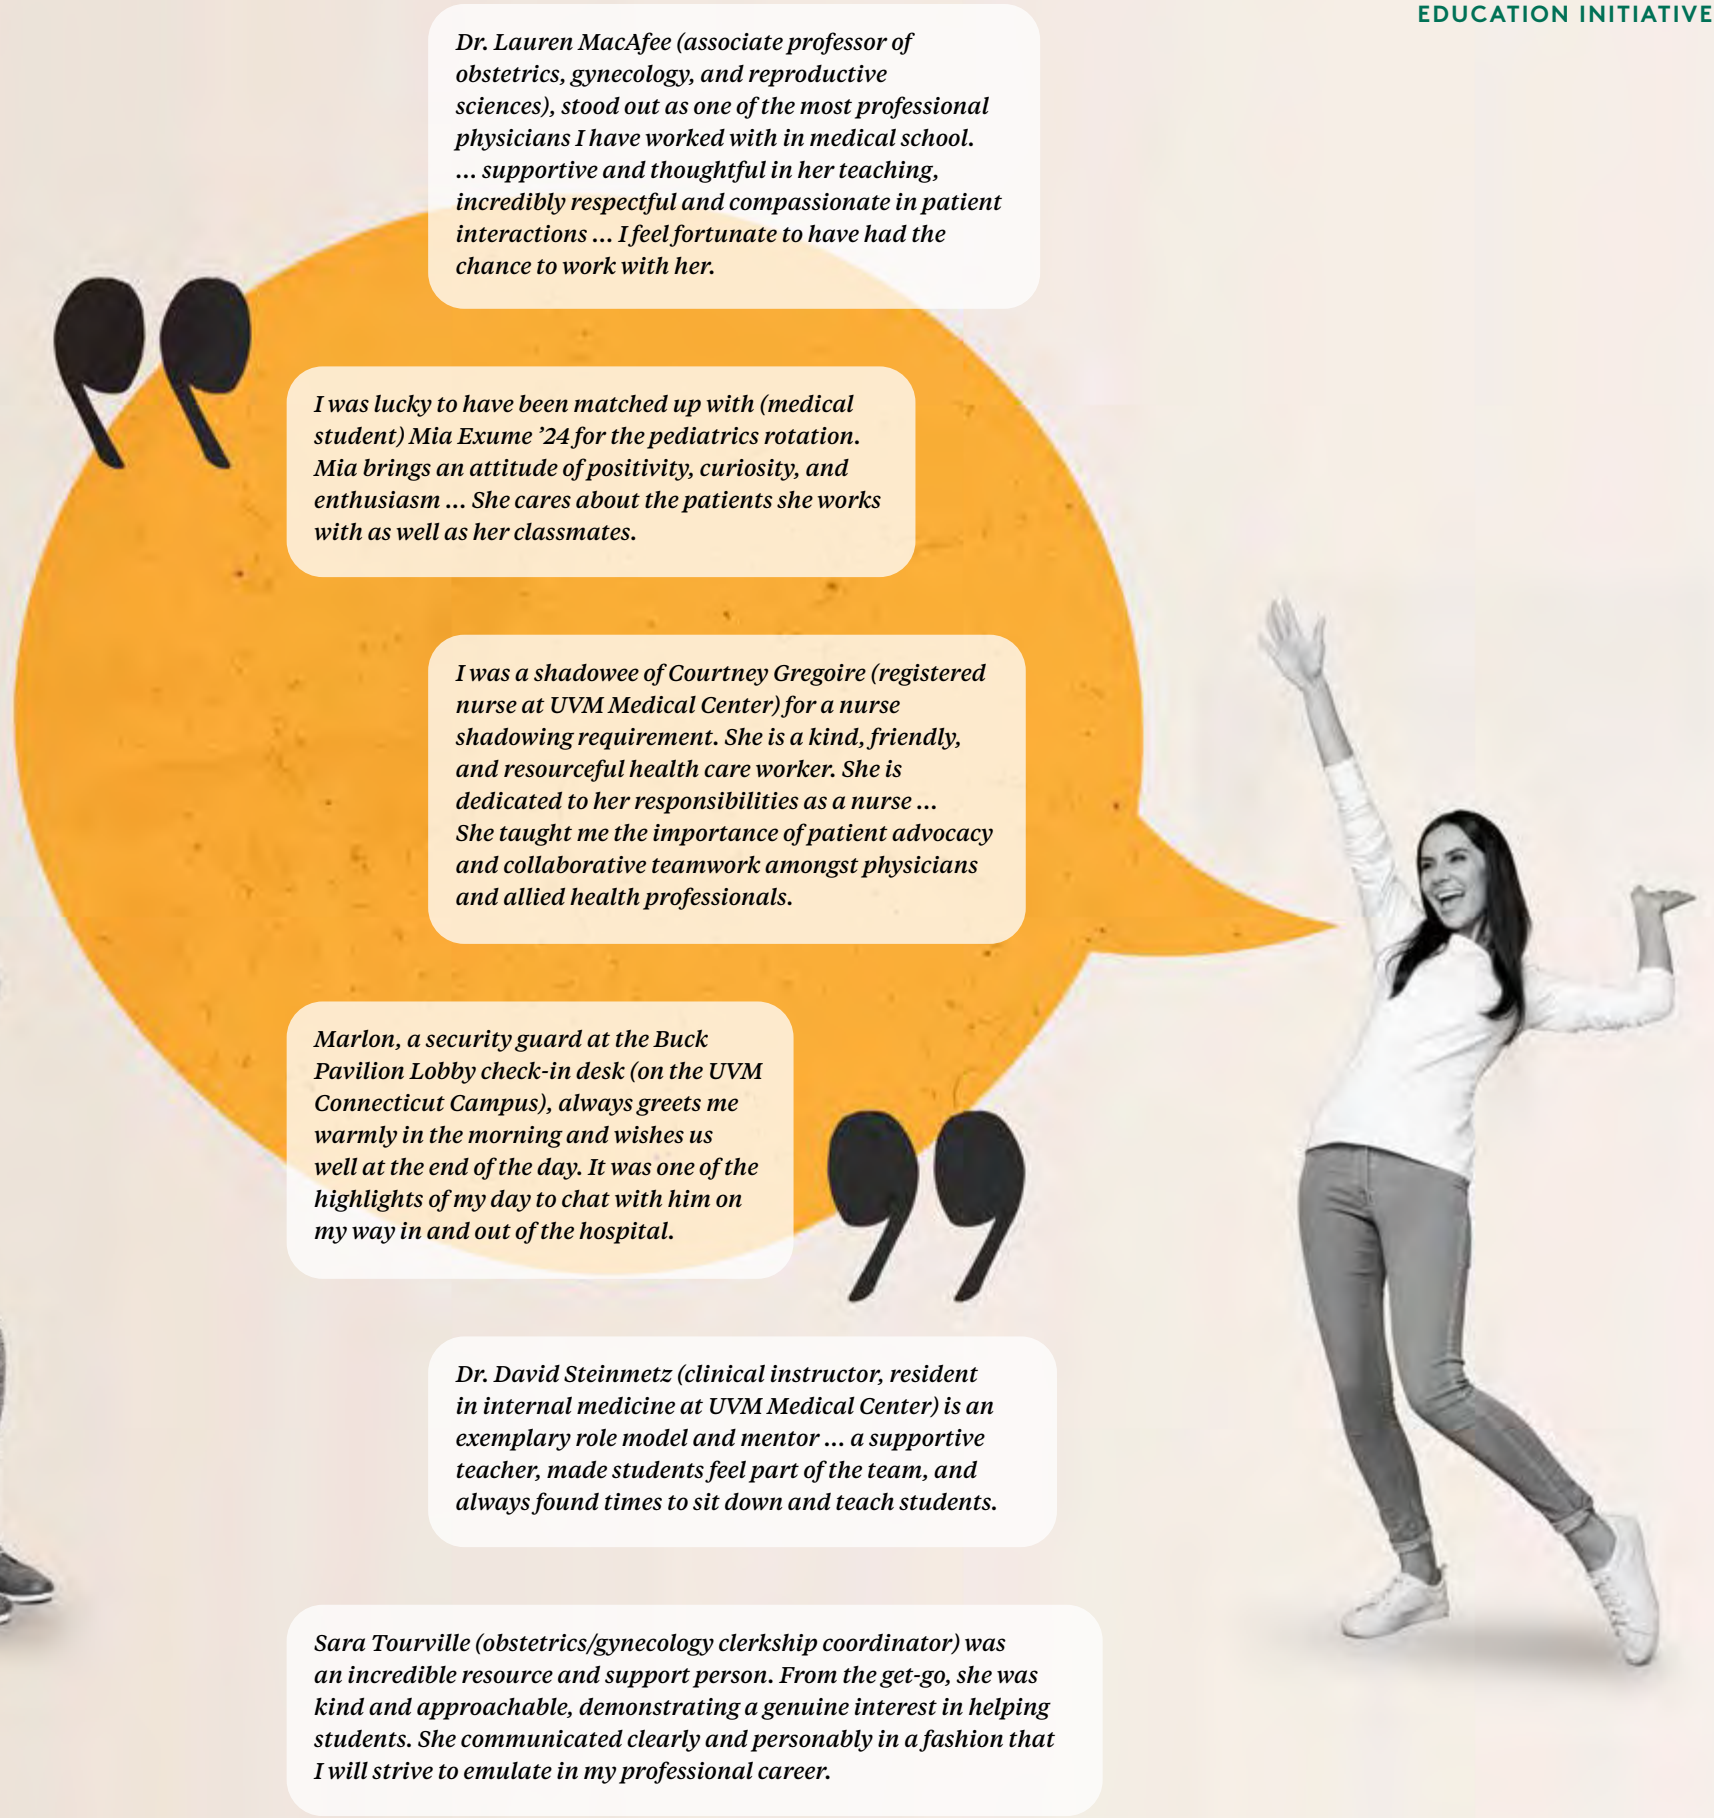 EDUCATION INITIATIVE
Dr. Lauren MacAfee (associate professor of
obstetrics, gynecology, and reproductive
sciences), stood out as one of the most professional
physicians I have worked with in medical school.
... supportive and thoughtful in her teaching,
incredibly respectful and compassionate in patient
interactions ... I feel fortunate to have had the
chance to work with her.
I was lucky to have been matched up with (medical
student) Mia Exume ’24 for the pediatrics rotation.
Mia brings an attitude of positivity, curiosity, and
enthusiasm ... She cares about the patients she works
with as well as her classmates.
I was a shadowee of Courtney Gregoire (registered
nurse at UVM Medical Center) for a nurse
shadowing requirement. She is a kind, friendly,
and resourceful health care worker. She is
dedicated to her responsibilities as a nurse ...
She taught me the importance of patient advocacy
and collaborative teamwork amongst physicians
and allied health professionals.
Marlon, a security guard at the Buck
Pavilion Lobby check-in desk (on the UVM
Connecticut Campus), always greets me
warmly in the morning and wishes us
well at the end of the day. It was one of the
highlights of my day to chat with him on
my way in and out of the hospital.
Dr. David Steinmetz (clinical instructor, resident
in internal medicine at UVM Medical Center) is an
exemplary role model and mentor ... a supportive
teacher, made students feel part of the team, and
always found times to sit down and teach students.
Sara Tourville (obstetrics/gynecology clerkship coordinator) was
an incredible resource and support person. From the get-go, she was
kind and approachable, demonstrating a genuine interest in helping
students. She communicated clearly and personably in a fashion that
I will strive to emulate in my professional career.